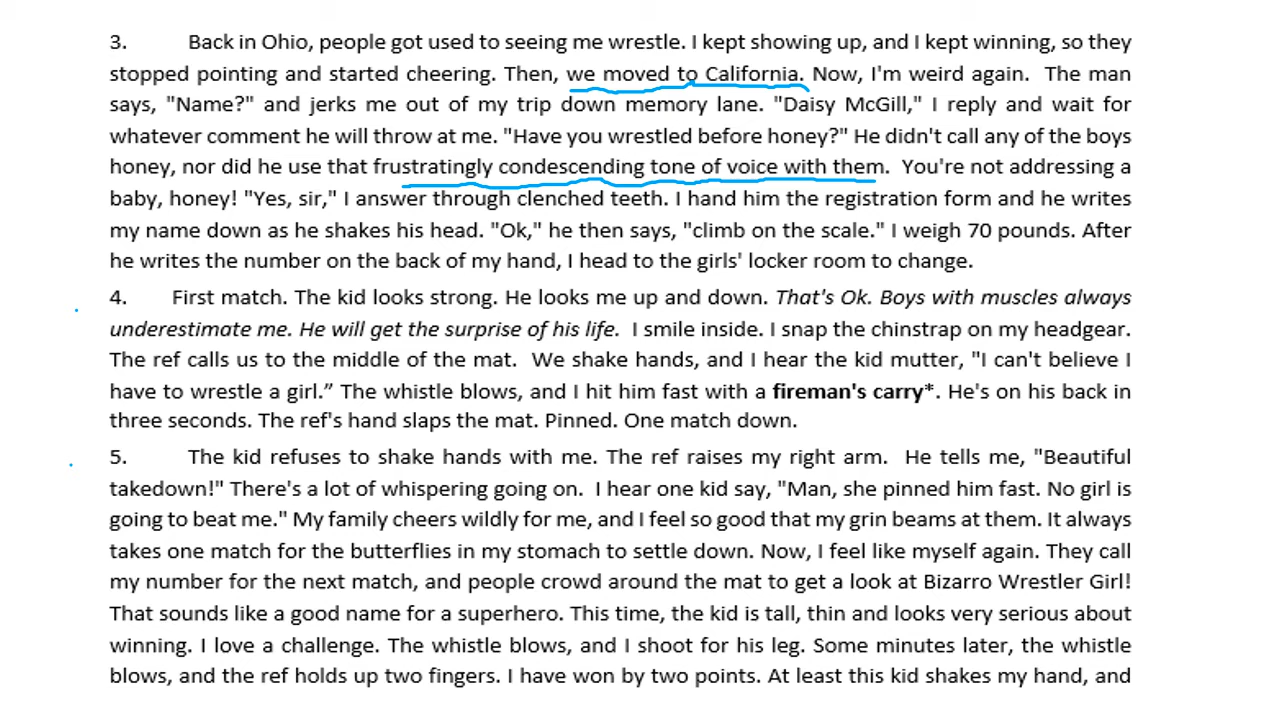 3. Back in Ohio, people got used to seeing me wrestle. I kept showing up, and I kept winning, so they
stopped pointing and started cheering. Then, we moved to California. Now, I'm weird again. The man
says, "Name?" and jerks me out of my trip down memory lane. "Daisy McGill," I reply and wait for
whatever comment he will throw at me. "Have you wrestled before honey?" He didn't call any of the boys
honey, nor did he use that frustratingly condescending tone of voice with them. You're not addressing a
baby, honey! "Yes, sir," I answer through clenched teeth. I hand him the registration form and he writes
my name down as he shakes his head. "Ok," he then says, "climb on the scale." I weigh 70 pounds. After
he writes the number on the back of my hand, I head to the girls' locker room to change.
4. First match. The kid looks strong. He looks me up and down. That's Ok. Boys with muscles always
underestimate me. He will get the surprise of his life. I smile inside. I snap the chinstrap on my headgear.
The ref calls us to the middle of the mat. We shake hands, and I hear the kid mutter, "I can't believe I
have to wrestle a girl.” The whistle blows, and I hit him fast with a fireman's carry*. He's on his back in
three seconds. The ref's hand slaps the mat. Pinned. One match down.
5. The kid refuses to shake hands with me. The ref raises my right arm. He tells me, "Beautiful
takedown!" There's a lot of whispering going on. I hear one kid say, "Man, she pinned him fast. No girl is
going to beat me." My family cheers wildly for me, and I feel so good that my grin beams at them. It always
takes one match for the butterflies in my stomach to settle down. Now, I feel like myself again. They call
my number for the next match, and people crowd around the mat to get a look at Bizarro Wrestler Girl!
That sounds like a good name for a superhero. This time, the kid is tall, thin and looks very serious about
winning. I love a challenge. The whistle blows, and I shoot for his leg. Some minutes later, the whistle
blows, and the ref holds up two fingers. I have won by two points. At least this kid shakes my hand, and